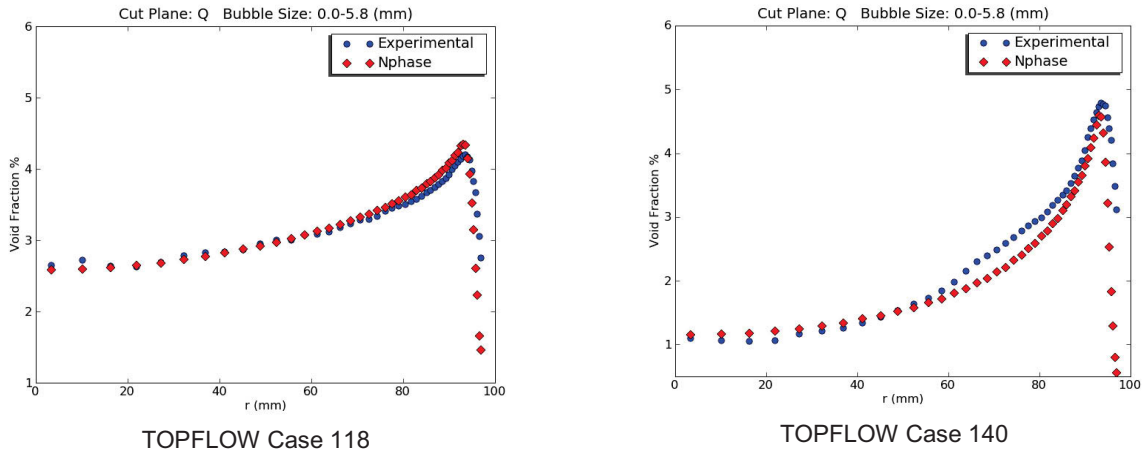 Cut Plane: Q   Bubble Size: 0.0-5.8 (mm)
6
5
4
3
2
1
Void Fraction %
Experimental
Nphase
0
20
40
60
80
100
r (mm)
TOPFLOW Case 118
Cut Plane: Q   Bubble Size: 0.0-5.8 (mm)
6
5
4
3
2
1
Void Fraction %
Experimental
Nphase
0
20
40
60
80
100
r (mm)
TOPFLOW Case 140